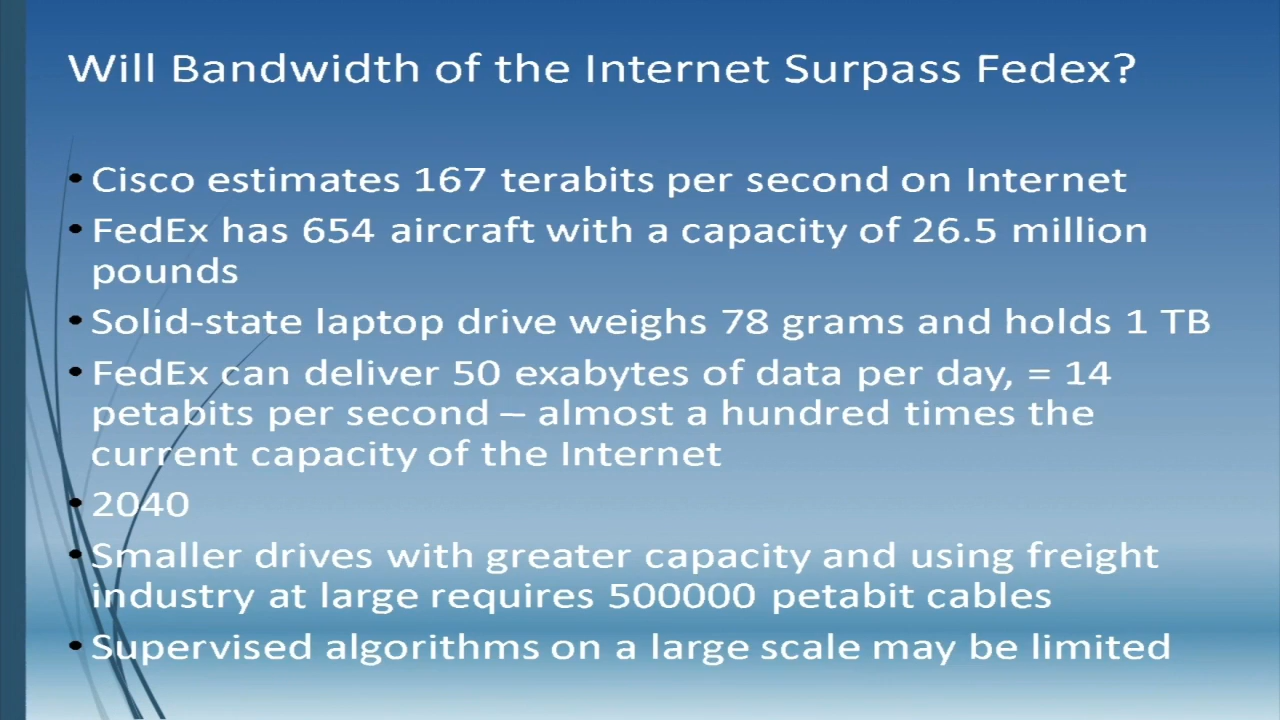 Will Bandwidth of the Internet Surpass Fedex?
• Cisco estimates 167 terabits per second on Internet
• FedEx has 654 aircraft with a capacity of 26.5 million
pounds
• Solid-state laptop drive weighs 78 grams and holds 1 TB
• FedEx can deliver 50 exabytes of data per day, = 14
petabits per second – almost a hundred times the
current capacity of the Internet
• 2040
• Smaller drives with greater capacity and using freight
industry at large requires 500000 petabit cables
• Supervised algorithms on a large scale may be limited